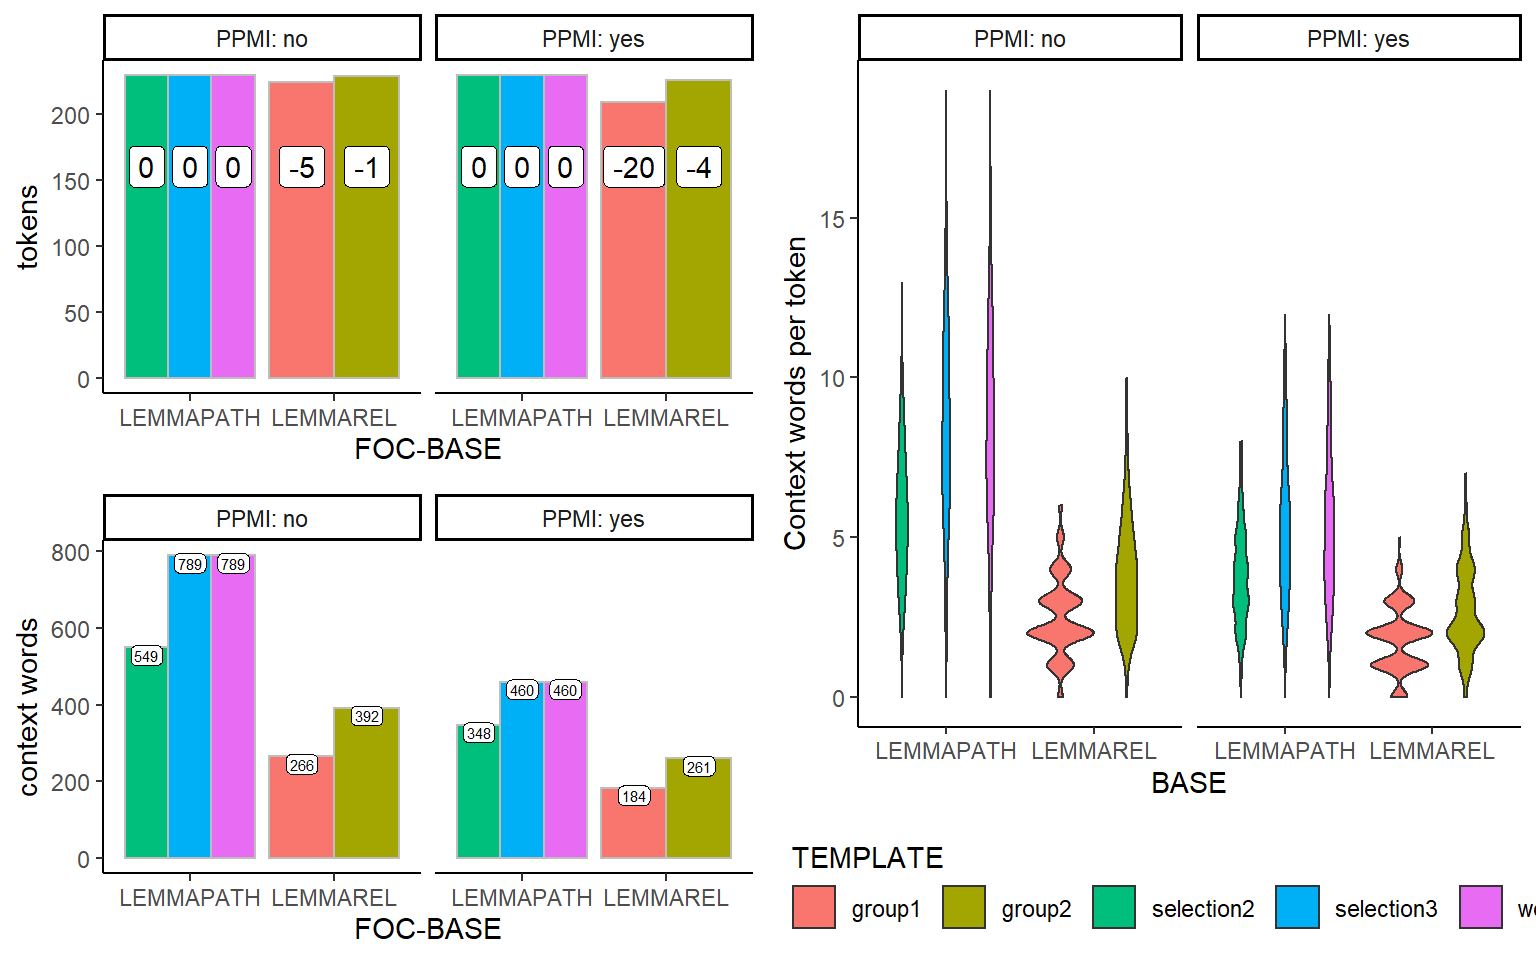 PPMI: no PPMI: yes
tokens
200
150
100
50
0
0 0 0 -5 -1 0 0 0 -20 -4
LEMMAPATH LEMMAREL LEMMAPATH LEMMAREL
FOC-BASE
PPMI: no PPMI: yes
context words
800
600
400
200
0
549 789 789 266 392 348 460 460 184 261
LEMMAPATH LEMMAREL LEMMAPATH LEMMAREL
FOC-BASE
PPMI: no PPMI: yes
Context words per token
15
10
5
0
LEMMAPATH LEMMAREL LEMMAPATH LEMMAREL
BASE
TEMPLATE
group1 group2 selection2 selection3